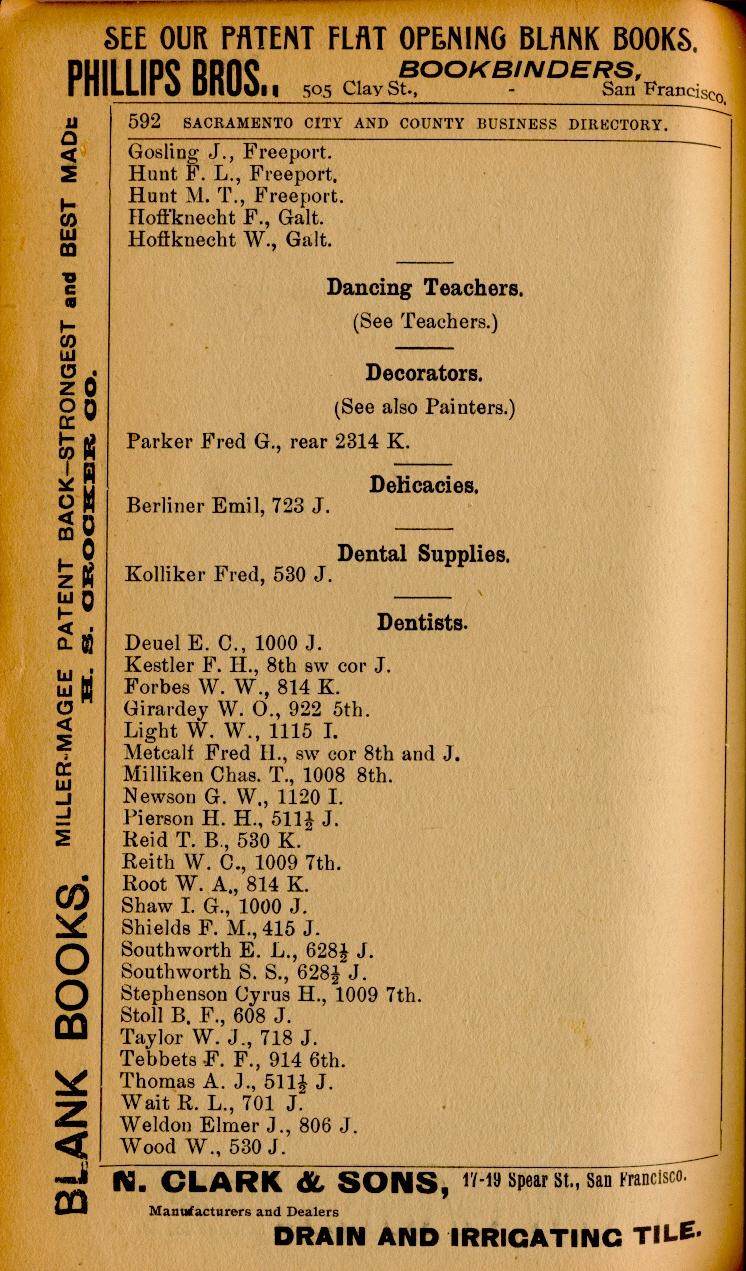 SEE OUR PATENT FLAT OPENING BLANK BOOKS.
PHILLIPS BROS., 505 Clay St., BOOKBINDERS, - San Francisco.
592 SACRAMENTO CITY AND COUNTY BUSINESS DIRECTORY.
Gosling J., Freeport.
Hunt F. L., Freeport.
Hunt M. T., Freeport.
Hoffknecht F., Galt.
Hoffknecht W., Galt.
Dancing Teachers.
(See Teachers.)
Decorators.
(See also Painters.)
Parker Fred G., rear 2314 K.
Delicacies.
Berliner Emil, 723 J.
Dental Supplies.
Kolliker Fred, 530 J.
Dentists.
Deuel E. C., 1000 J.
Kestler F. H., 8th sw cor J.
Forbes W. W., 814 K.
Girardey W. O., 922 5th.
Light W. W., 1115 I.
Metcalf Fred H., sw cor 8th and J.
Milliken Chas. T., 1008 8th.
Newson G. W., 1120 I.
Pierson H. H., 511½ J.
Reid T. B., 530 K.
Reith W. C., 1009 7th.
Root W. A., 814 K.
Shaw I. G., 1000 J.
Shields F. M., 415 J.
Southworth E. L., 628½ J.
Southworth S. S., 628½ J.
Stephenson Cyrus H., 1009 7th.
Stoll B. F., 608 J.
Taylor W. J., 718 J.
Tebbets F. F., 914 6th.
Thomas A. J., 511½ J.
Wait R. L., 701 J.
Weldon Elmer J., 806 J.
Wood W., 530 J.
BLANK BOOKS. MILLER-MAGEE PATENT BACK—STRONGEST and BEST MADE
H. S. CROCKER CO.
N. CLARK & SONS, 17-19 Spear St., San Francisco.
Manufacturers and Dealers
DRAIN AND IRRIGATING TILE.